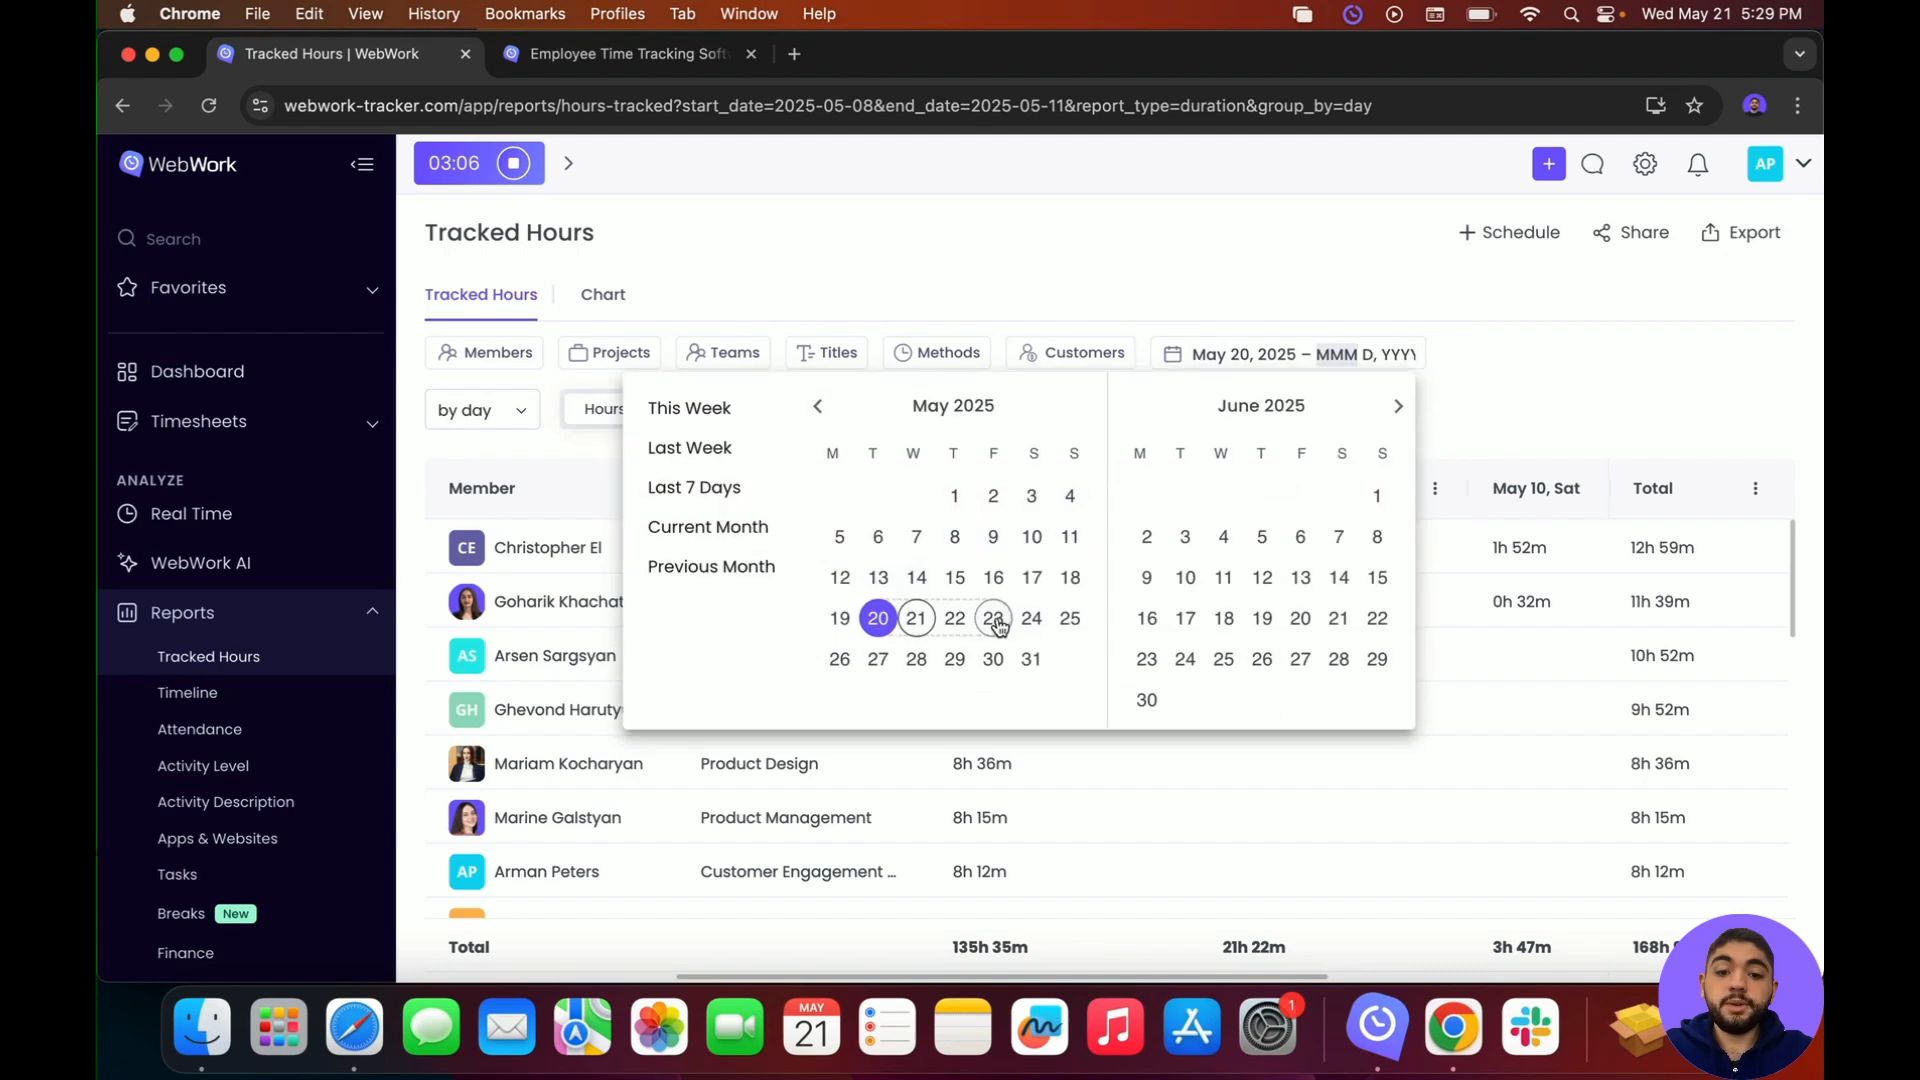 Chrome File Edit View History Bookmarks Profiles Tab Window Help Wed May 21 5:29 PM
Tracked Hours | WebWork Employee Time Tracking Soft
webwork-tracker.com/app/reports/hours-tracked?start_date=2025-05-08&end_date=2025-05-11&report_type=duration&group_by=day
WebWork
03:06
AP
Search
Favorites
Dashboard
Timesheets
ANALYZE
Real Time
WebWork AI
Reports
Tracked Hours
Timeline
Attendance
Activity Level
Activity Description
Apps & Websites
Tasks
Breaks New
Finance
Tracked Hours
Schedule Share Export
Tracked Hours Chart
Members Projects Teams Titles Methods Customers May 20, 2025 – MMM D, YYYY
by day Hours
This Week
Last Week
Last 7 Days
Current Month
Previous Month
May 2025
M T W T F S S
1 2 3 4
5 6 7 8 9 10 11
12 13 14 15 16 17 18
19 20 21 22 23 24 25
26 27 28 29 30 31
June 2025
M T W T F S S
1
2 3 4 5 6 7 8
9 10 11 12 13 14 15
16 17 18 19 20 21 22
23 24 25 26 27 28 29
30
Member May 10, Sat Total
CE Christopher El 1h 52m 12h 59m
Goharik Khachat 0h 32m 11h 39m
AS Arsen Sargsyan 10h 52m
GH Ghevond Haruty 9h 52m
Mariam Kocharyan Product Design 8h 36m 8h 36m
Marine Galstyan Product Management 8h 15m 8h 15m
AP Arman Peters Customer Engagement ... 8h 12m 8h 12m
Total 135h 35m 21h 22m 3h 47m 168h
MAY
21
1